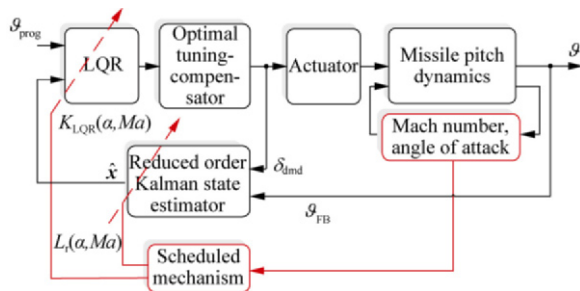 ϑprog
LQR
Optimal
tuning-
compen-
sator
Actuator
Missile pitch
dynamics
ϑ
KLQR(α,Ma)
Mach number,
angle of attack
x̂
Reduced order
Kalman state
estimator
δdmd
ϑFB
Lr(α,Ma)
Scheduled
mechanism